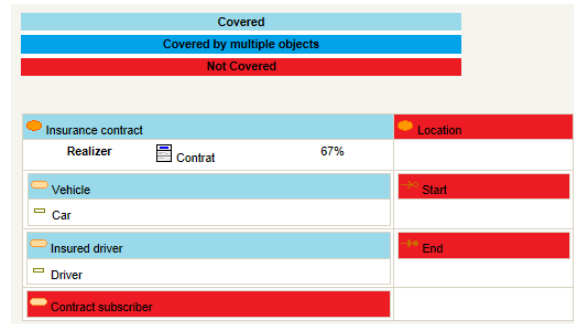 Covered
Covered by multiple objects
Not Covered
Insurance contract Location
Realizer Contrat 67%
Vehicle Start
Car
Insured driver End
Driver
Contract subscriber